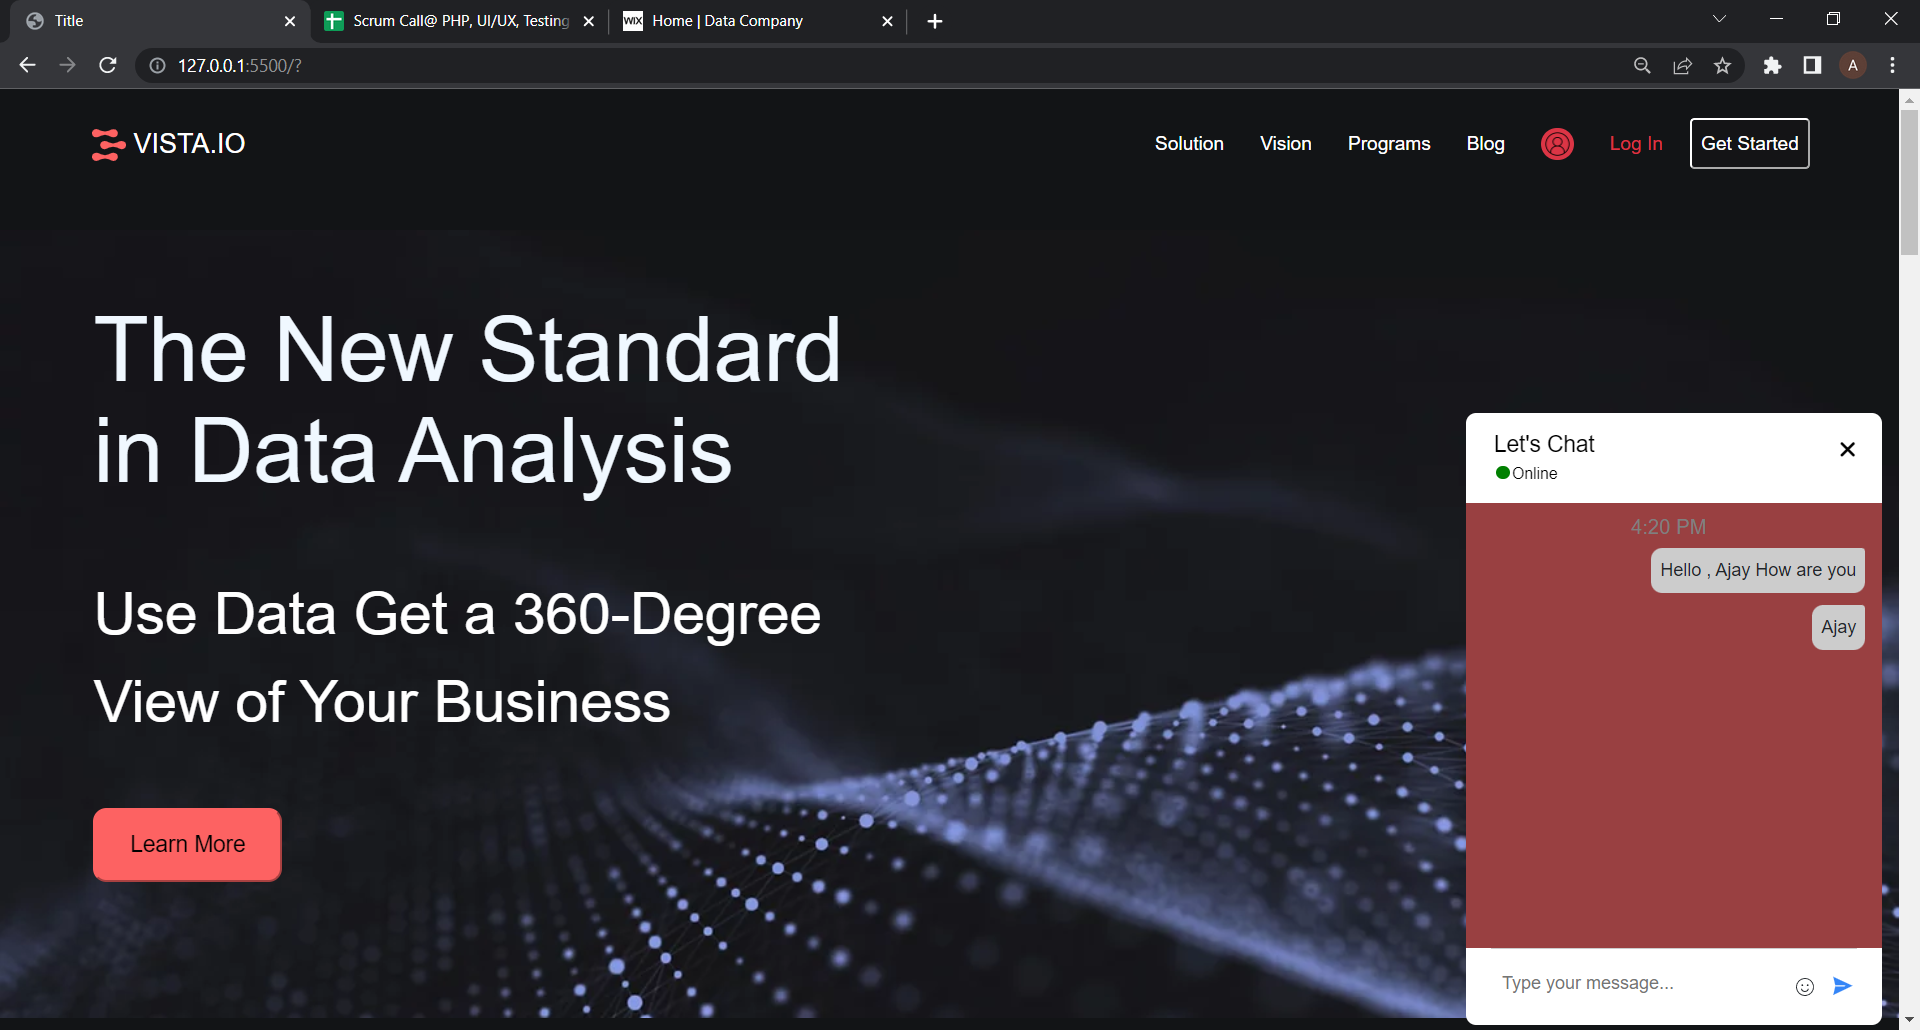 Title
Scrum Call@ PHP, UI/UX, Testing
WIX
Home | Data Company
127.0.0.1:5500/?
A
VISTA.IO
Solution
Vision
Programs
Blog
Log In
Get Started
The New Standard
in Data Analysis
Use Data Get a 360-Degree
View of Your Business
Learn More
Let's Chat
Online
4:20 PM
Hello , Ajay How are you
Ajay
Type your message...